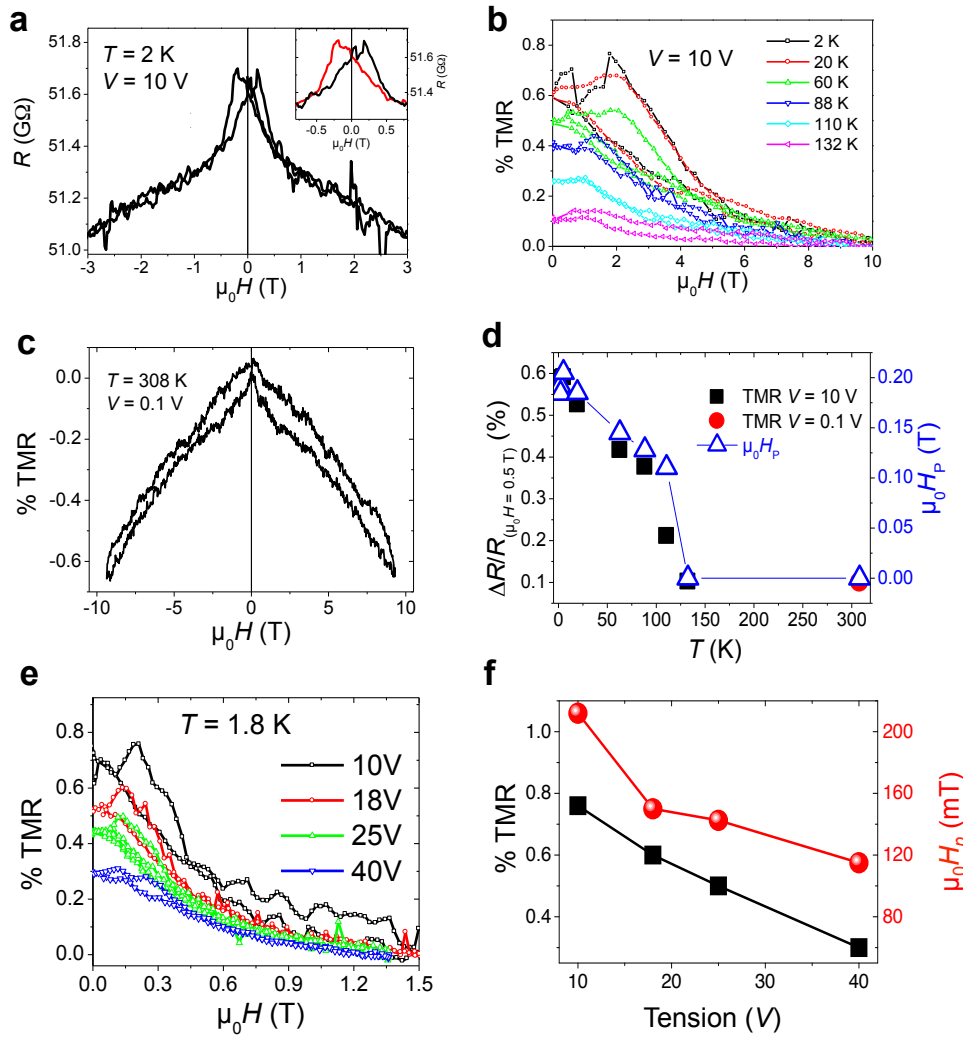 a
T = 2 K
V = 10 V
R (GΩ)
51.8
51.6
51.4
51.2
51.0
-3
-2
-1
0
1
2
3
μ₀H (T)
51.6
51.4
R (GΩ)
-0.5
0.0
0.5
μ₀H (T)
b
V = 10 V
2 K
20 K
60 K
88 K
110 K
132 K
% TMR
0.8
0.6
0.4
0.2
0.0
0
2
4
6
8
10
μ₀H (T)
c
T = 308 K
V = 0.1 V
% TMR
0.0
-0.2
-0.4
-0.6
-10
-5
0
5
10
μ₀H (T)
d
TMR V = 10 V
TMR V = 0.1 V
μ₀H_P
ΔR/R (μ₀H = 0.5 T) (%)
0.6
0.5
0.4
0.3
0.2
0.1
0
50
100
150
200
250
300
T (K)
0.20
0.15
0.10
0.05
0.00
μ₀H_P (T)
e
T = 1.8 K
10V
18V
25V
40V
% TMR
0.8
0.6
0.4
0.2
0.0
0.0
0.3
0.6
0.9
1.2
1.5
μ₀H (T)
f
% TMR
1.0
0.8
0.6
0.4
10
20
30
40
Tension (V)
200
160
120
80
μ₀H_p (mT)